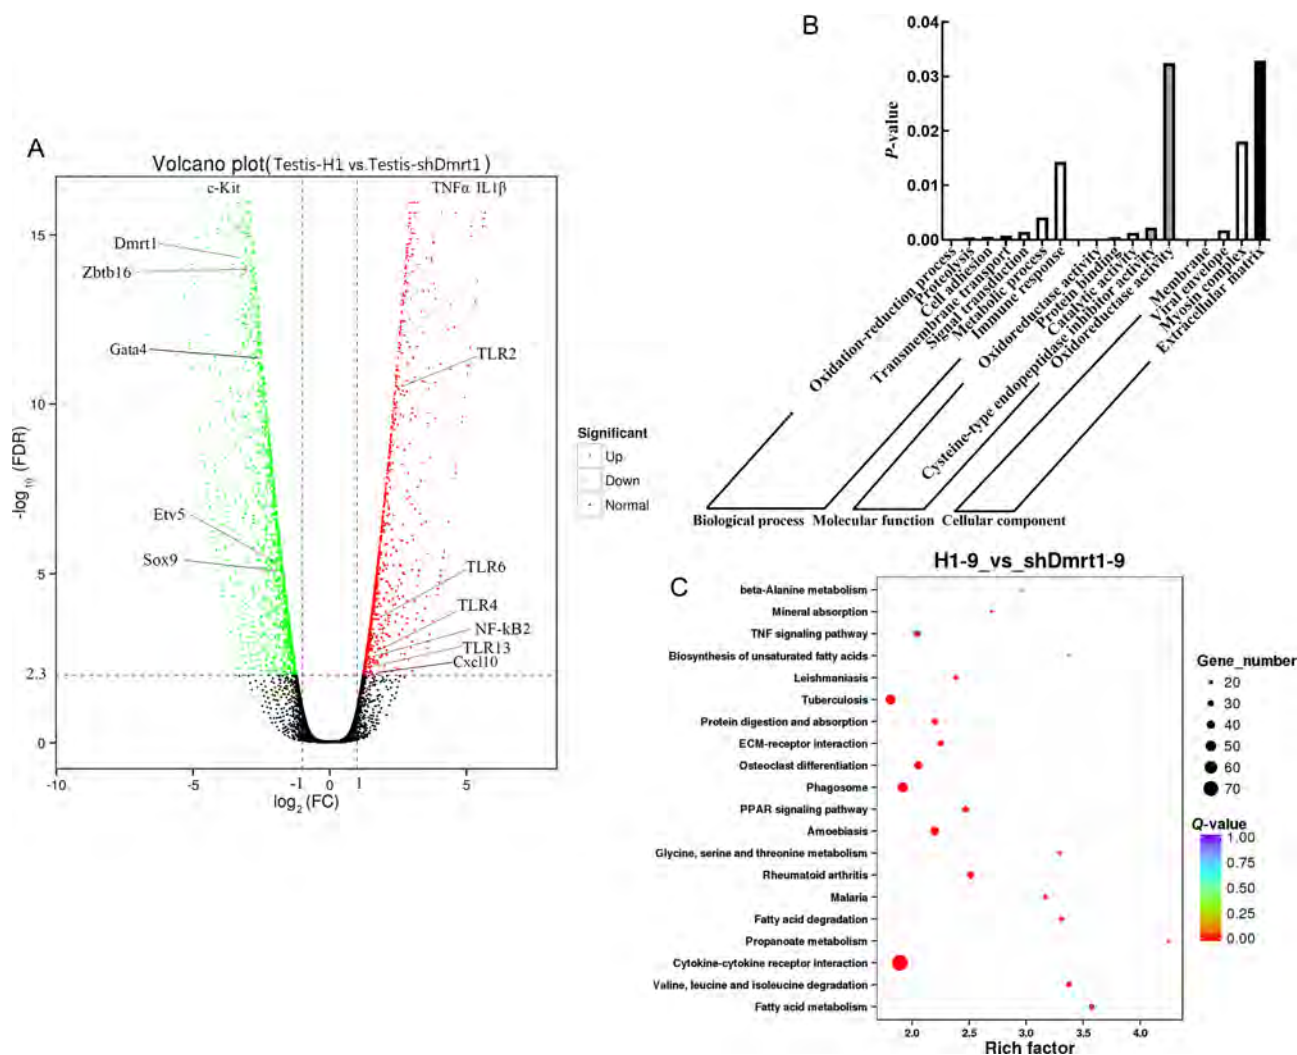 A
Volcano plot(Testis-H1 vs.Testis-shDmrt1)
c-Kit
TNFα IL1β
Dmrt1
Zbtb16
Gata4
TLR2
Etv5
Sox9
TLR6
TLR4
NF-kB2
TLR13
Cxcl10
15
10
5
2.3
0
-log10 (FDR)
-10
-5
-1
0
1
5
log2 (FC)
Significant
Up
Down
Normal
B
P-value
0.04
0.03
0.02
0.01
0.00
Oxidation-reduction process
Proteolysis
Cell adhesion
Transmembrane transport
Signal transduction
Metabolic process
Immune response
Oxidoreductase activity
Protein binding
Catalytic activity
Cysteine-type endopeptidase inhibitor activity
Oxidoreductase activity
Membrane
Viral envelope
Myosin complex
Extracellular matrix
Biological process
Molecular function
Cellular component
C
H1-9_vs_shDmrt1-9
beta-Alanine metabolism
Mineral absorption
TNF signaling pathway
Biosynthesis of unsaturated fatty acids
Leishmaniasis
Tuberculosis
Protein digestion and absorption
ECM-receptor interaction
Osteoclast differentiation
Phagosome
PPAR signaling pathway
Amoebiasis
Glycine, serine and threonine metabolism
Rheumatoid arthritis
Malaria
Fatty acid degradation
Propanoate metabolism
Cytokine-cytokine receptor interaction
Valine, leucine and isoleucine degradation
Fatty acid metabolism
2.0
2.5
3.0
3.5
4.0
Rich factor
Gene_number
20
30
40
50
60
70
Q-value
1.00
0.75
0.50
0.25
0.00